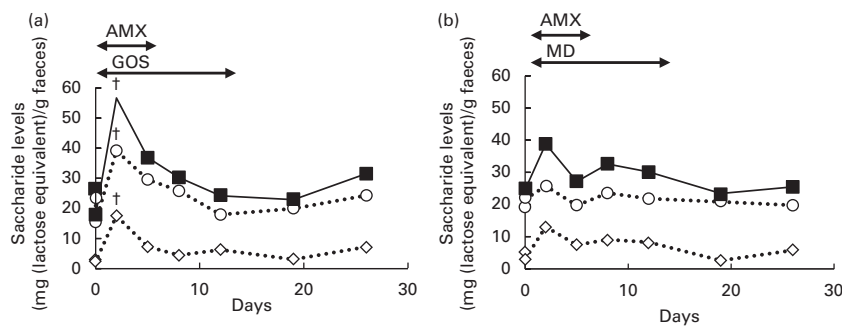 (a)
AMX
GOS
Saccharide levels
(mg (lactose equivalent)/g faeces)
60
50
40
30
20
10
0
†
†
†
0
10
20
30
Days
(b)
AMX
MD
Saccharide levels
(mg (lactose equivalent)/g faeces)
60
50
40
30
20
10
0
0
10
20
30
Days